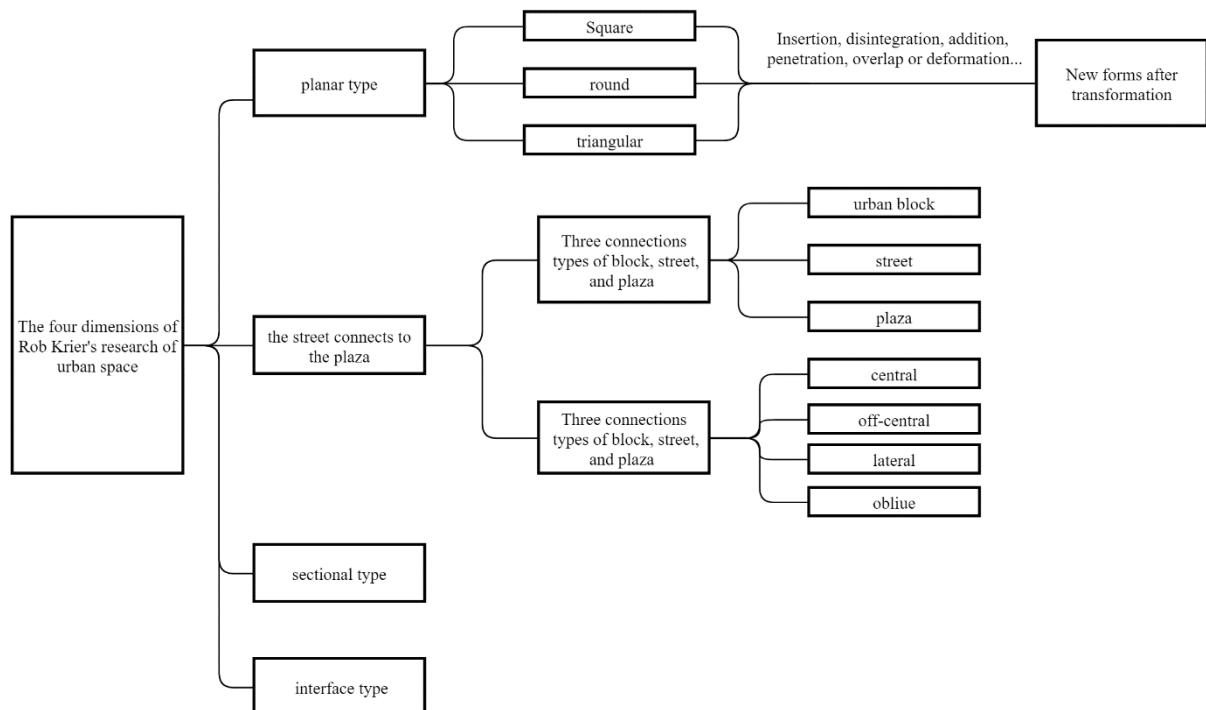 The four dimensions of
Rob Krier's research of
urban space
planar type
Square
round
triangular
Insertion, disintegration, addition,
penetration, overlap or deformation...
New forms after
transformation
the street connects to
the plaza
Three connections
types of block, street,
and plaza
urban block
street
plaza
Three connections
types of block, street,
and plaza
central
off-central
lateral
obliue
sectional type
interface type